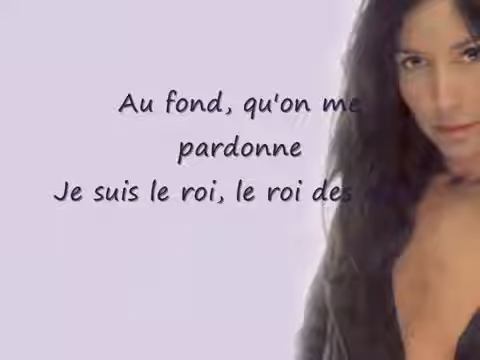 Au fond, qu'on me
pardonne
Je suis le roi, le roi des